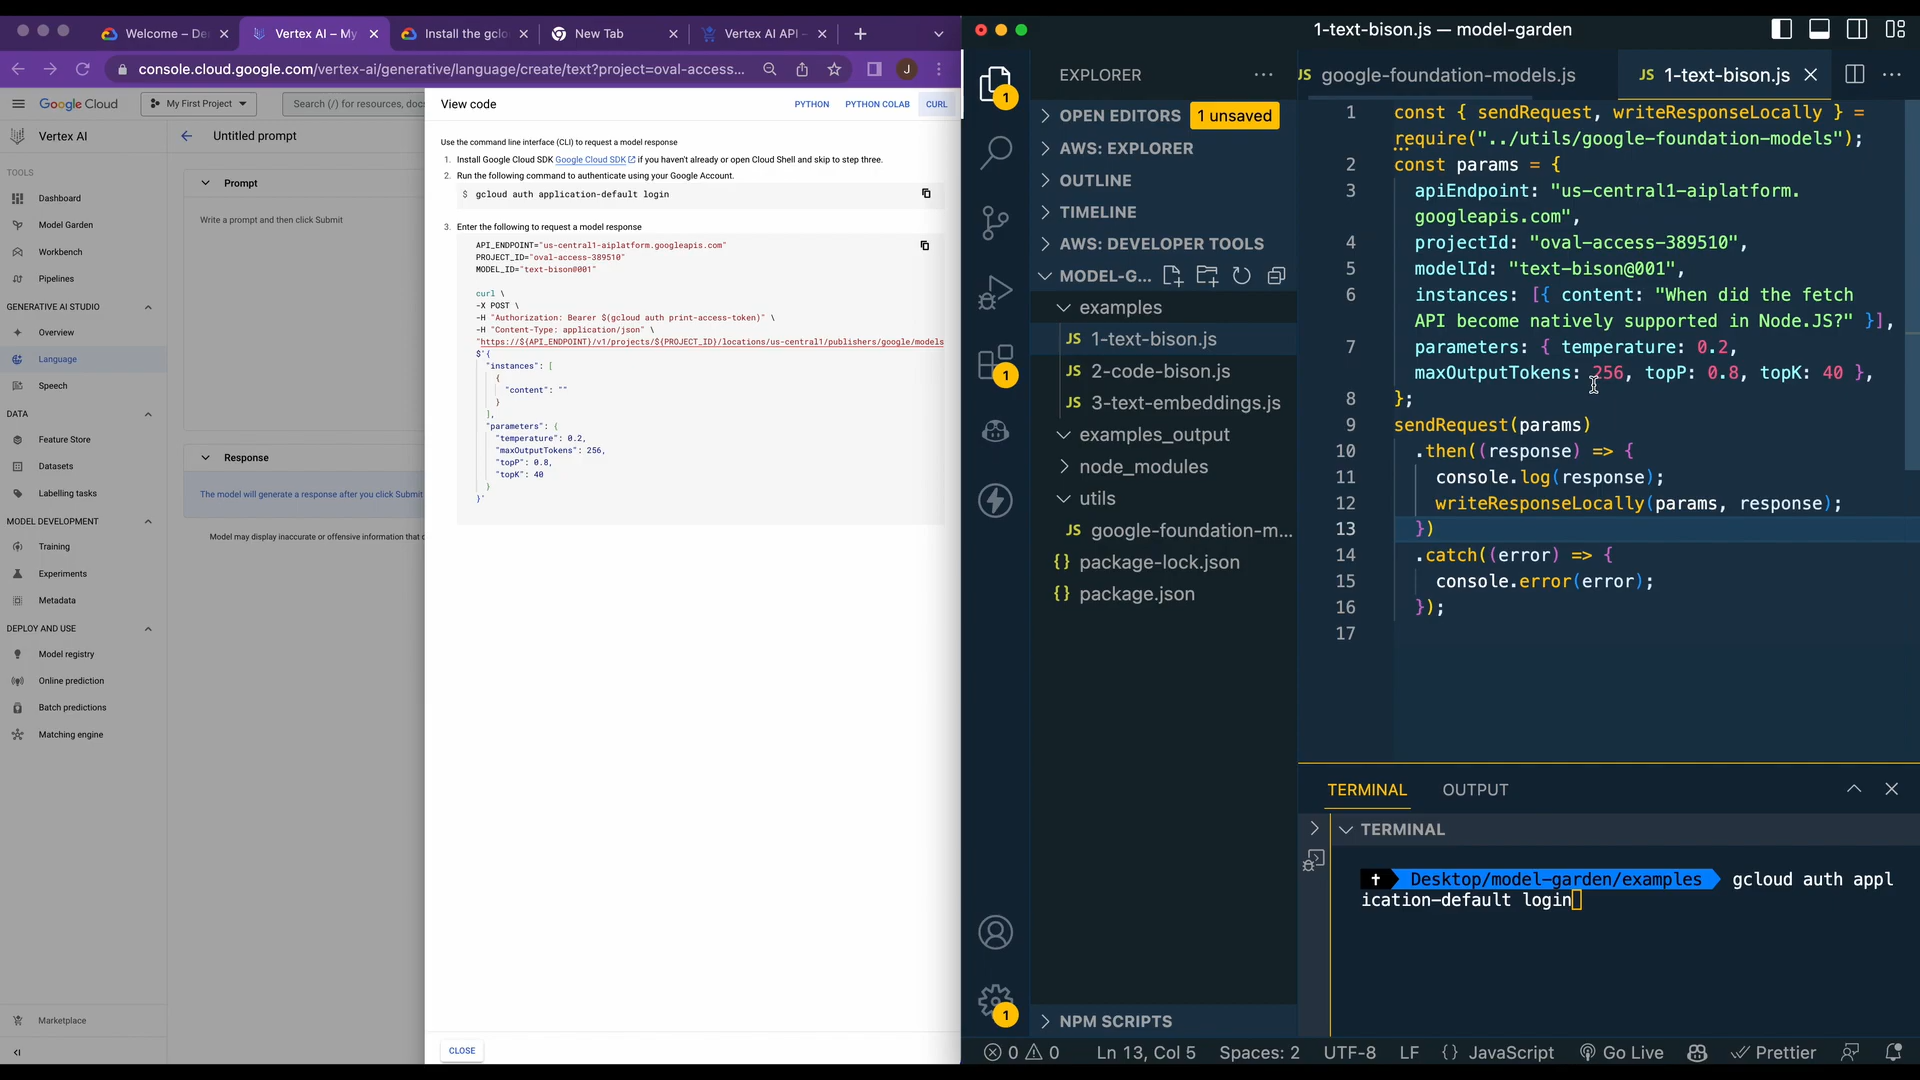 Welcome – De
Vertex AI – My
Install the gclo
New Tab
Vertex AI API –
console.cloud.google.com/vertex-ai/generative/language/create/text?project=oval-access...
J
Google Cloud
My First Project
Search (/) for resources, doc
Vertex AI
Untitled prompt
TOOLS
Dashboard
Model Garden
Workbench
Pipelines
GENERATIVE AI STUDIO
Overview
Language
Speech
DATA
Feature Store
Datasets
Labelling tasks
MODEL DEVELOPMENT
Training
Experiments
Metadata
DEPLOY AND USE
Model registry
Online prediction
Batch predictions
Matching engine
Marketplace
Prompt
Write a prompt and then click Submit
Response
The model will generate a response after you click Submit
Model may display inaccurate or offensive information that
View code
PYTHON
PYTHON COLAB
CURL
Use the command line interface (CLI) to request a model response
1. Install Google Cloud SDK Google Cloud SDK if you haven't already or open Cloud Shell and skip to step three.
2. Run the following command to authenticate using your Google Account.
$ gcloud auth application-default login
3. Enter the following to request a model response
API_ENDPOINT="us-central1-aiplatform.googleapis.com"
PROJECT_ID="oval-access-389510"
MODEL_ID="text-bison@001"
curl \
-X POST \
-H "Authorization: Bearer $(gcloud auth print-access-token)" \
-H "Content-Type: application/json" \
"https://${API_ENDPOINT}/v1/projects/${PROJECT_ID}/locations/us-central1/publishers/google/models
$'{
"instances": [
{
"content": ""
}
],
"parameters": {
"temperature": 0.2,
"maxOutputTokens": 256,
"topP": 0.8,
"topK": 40
}
}'
CLOSE
1-text-bison.js — model-garden
EXPLORER
1
OPEN EDITORS
1 unsaved
AWS: EXPLORER
OUTLINE
TIMELINE
AWS: DEVELOPER TOOLS
MODEL-G...
examples
JS 1-text-bison.js
JS 2-code-bison.js
JS 3-text-embeddings.js
examples_output
node_modules
utils
JS google-foundation-m...
{} package-lock.json
{} package.json
NPM SCRIPTS
1
1
JS google-foundation-models.js
JS 1-text-bison.js
1 const { sendRequest, writeResponseLocally } =
require("../utils/google-foundation-models");
2 const params = {
3 apiEndpoint: "us-central1-aiplatform.
googleapis.com",
4 projectId: "oval-access-389510",
5 modelId: "text-bison@001",
6 instances: [{ content: "When did the fetch
API become natively supported in Node.JS?" }],
7 parameters: { temperature: 0.2,
maxOutputTokens: 256, topP: 0.8, topK: 40 },
8 };
9 sendRequest(params)
10 .then((response) => {
11 console.log(response);
12 writeResponseLocally(params, response);
13 })
14 .catch((error) => {
15 console.error(error);
16 });
17
TERMINAL
OUTPUT
TERMINAL
Desktop/model-garden/examples gcloud auth appl
ication-default login
0 0
Ln 13, Col 5
Spaces: 2
UTF-8
LF
{} JavaScript
Go Live
Prettier